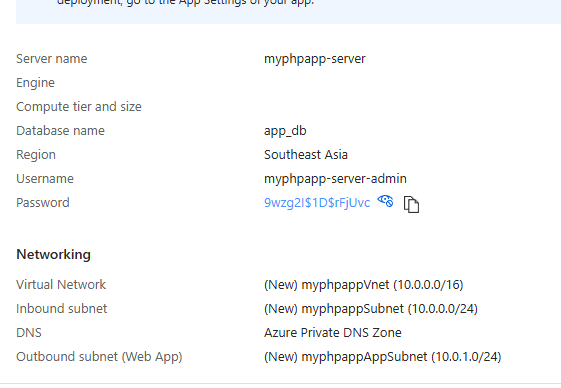 deployment, go to the App Settings of your app.
Server name myphpapp-server
Engine
Compute tier and size
Database name app_db
Region Southeast Asia
Username myphpapp-server-admin
Password 9wzg2I$1D$rFjUvc
Networking
Virtual Network (New) myphpappVnet (10.0.0.0/16)
Inbound subnet (New) myphpappSubnet (10.0.0.0/24)
DNS Azure Private DNS Zone
Outbound subnet (Web App) (New) myphpappAppSubnet (10.0.1.0/24)